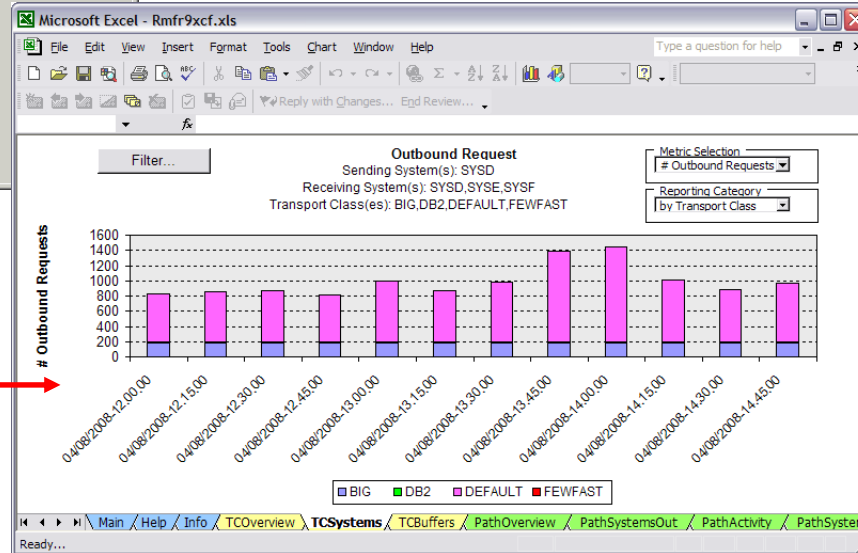 Microsoft Excel - Rmfr9xcf.xls
File Edit View Insert Format Tools Chart Window Help Type a question for help
Reply with Changes... End Review...
fx
Filter...
Outbound Request
Sending System(s): SYSD
Receiving System(s): SYSD,SYSE,SYSF
Transport Class(es): BIG,DB2,DEFAULT,FEWFAST
Metric Selection
# Outbound Requests
Reporting Category
by Transport Class
# Outbound Requests
1600
1400
1200
1000
800
600
400
200
0
04/08/2008-12.00.00
04/08/2008-12.15.00
04/08/2008-12.30.00
04/08/2008-12.45.00
04/08/2008-13.00.00
04/08/2008-13.15.00
04/08/2008-13.30.00
04/08/2008-13.45.00
04/08/2008-14.00.00
04/08/2008-14.15.00
04/08/2008-14.30.00
04/08/2008-14.45.00
BIG DB2 DEFAULT FEWFAST
Main Help Info TCOverview TCSystems TCBuffers PathOverview PathSystemsOut PathActivity PathSystem
Ready...